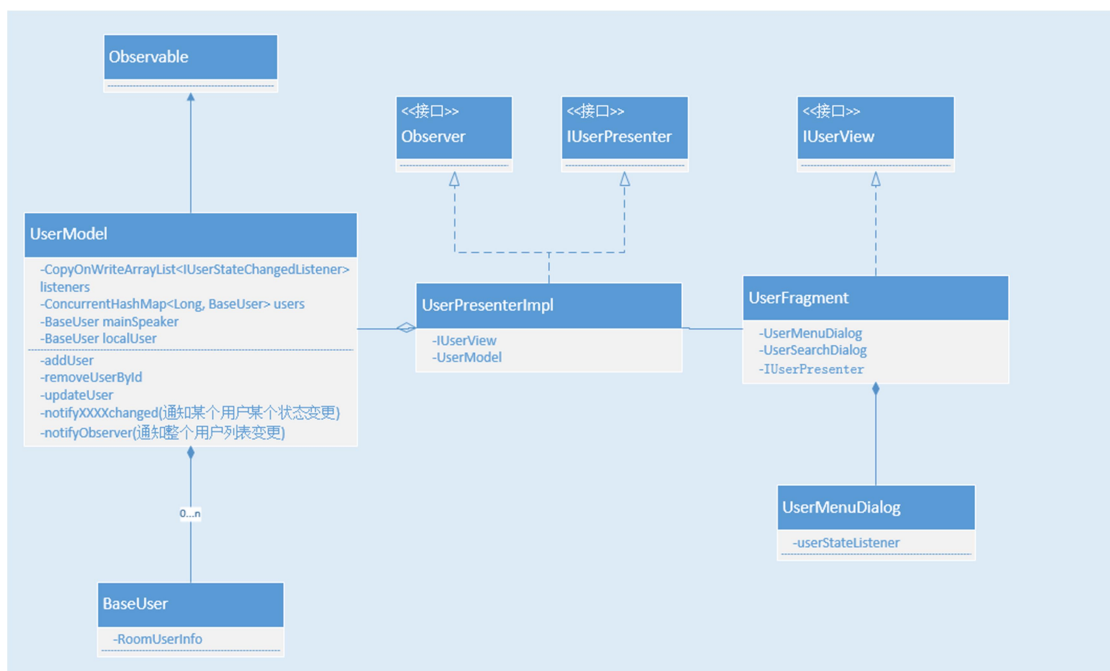 Observable
<<接口>>
Observer
<<接口>>
IUserPresenter
<<接口>>
IUserView
UserModel
-CopyOnWriteArrayList<IUserStateChangedListener>
listeners
-ConcurrentHashMap<Long, BaseUser> users
-BaseUser mainSpeaker
-BaseUser localUser
-addUser
-removeUserById
-updateUser
-notifyXXXXchanged(通知某个用户某个状态变更)
-notifyObserver(通知整个用户列表变更)
UserPresenterImpl
-IUserView
-UserModel
UserFragment
-UserMenuDialog
-UserSearchDialog
-IUserPresenter
0...n
UserMenuDialog
-userStateListener
BaseUser
-RoomUserInfo